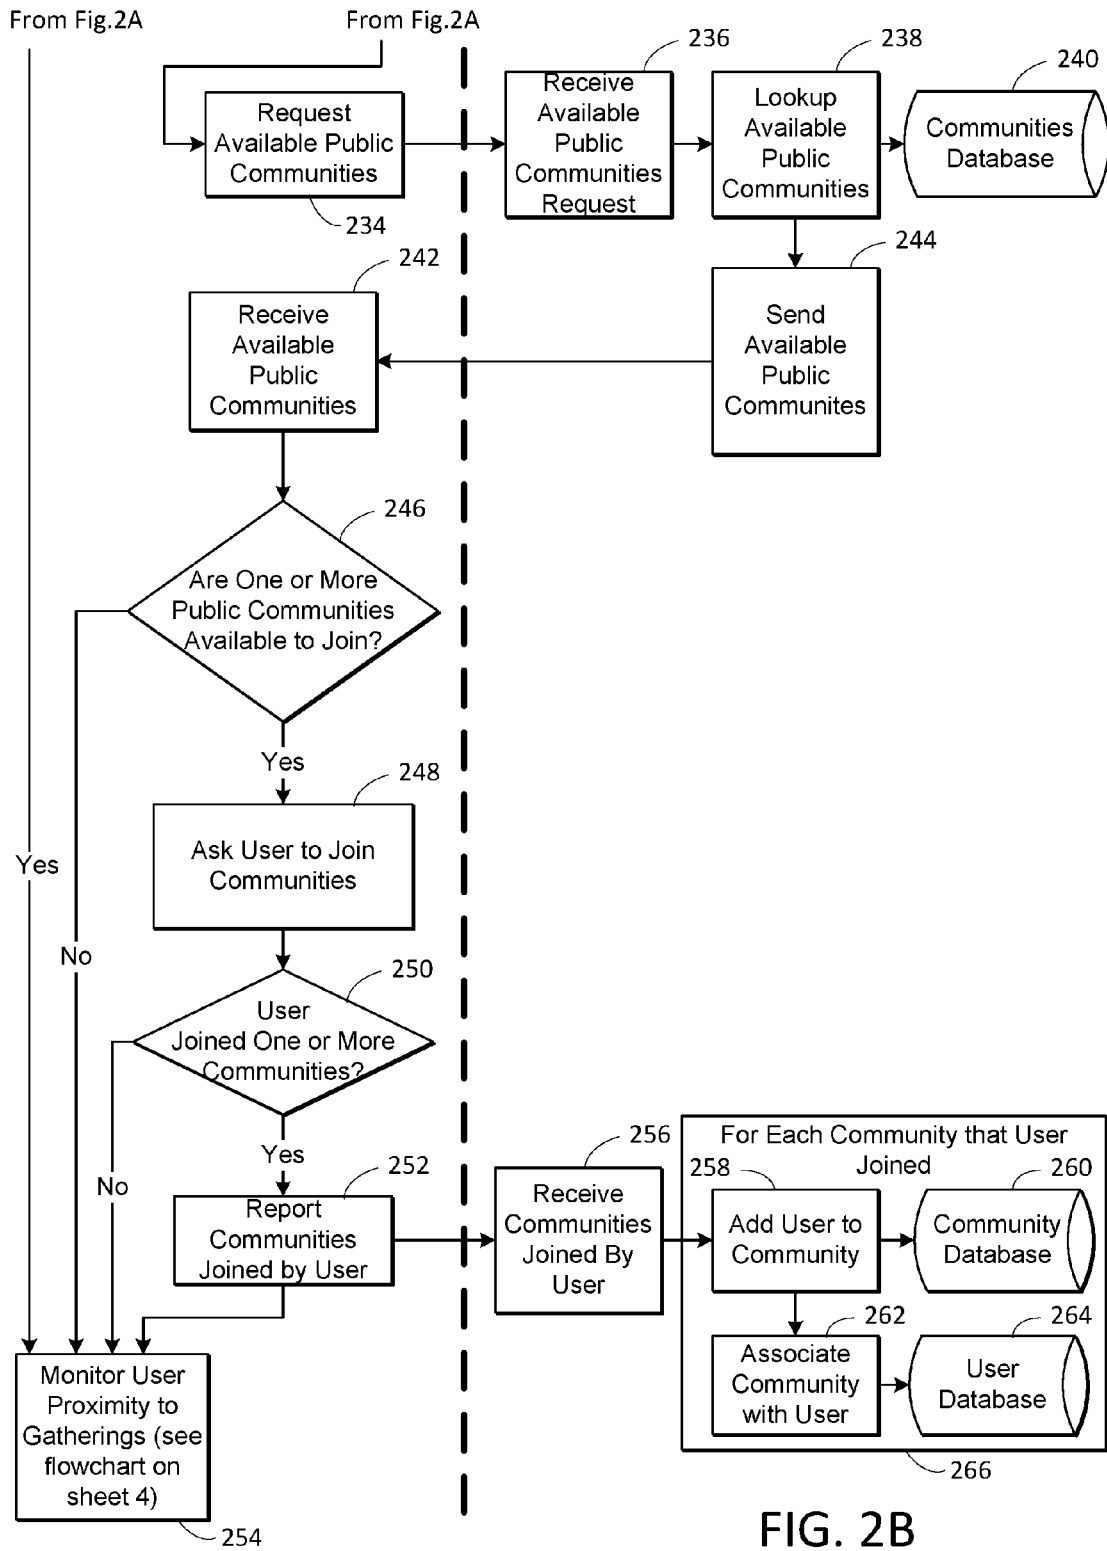 From Fig.2A
From Fig.2A
236
238
240
Request
Available Public
Communities
234
Receive
Available
Public
Communities
Request
Lookup
Available
Public
Communities
Communities
Database
242
244
Receive
Available
Public
Communities
Send
Available
Public
Communites
246
Are One or More
Public Communities
Available to Join?
Yes
248
Ask User to Join
Communities
Yes
No
250
User
Joined One or More
Communities?
Yes
No
252
Report
Communities
Joined by User
256
Receive
Communities
Joined By
User
For Each Community that User
Joined
258
260
Add User to
Community
Community
Database
262
264
Associate
Community
with User
User
Database
266
Monitor User
Proximity to
Gatherings (see
flowchart on
sheet 4)
254
FIG. 2B